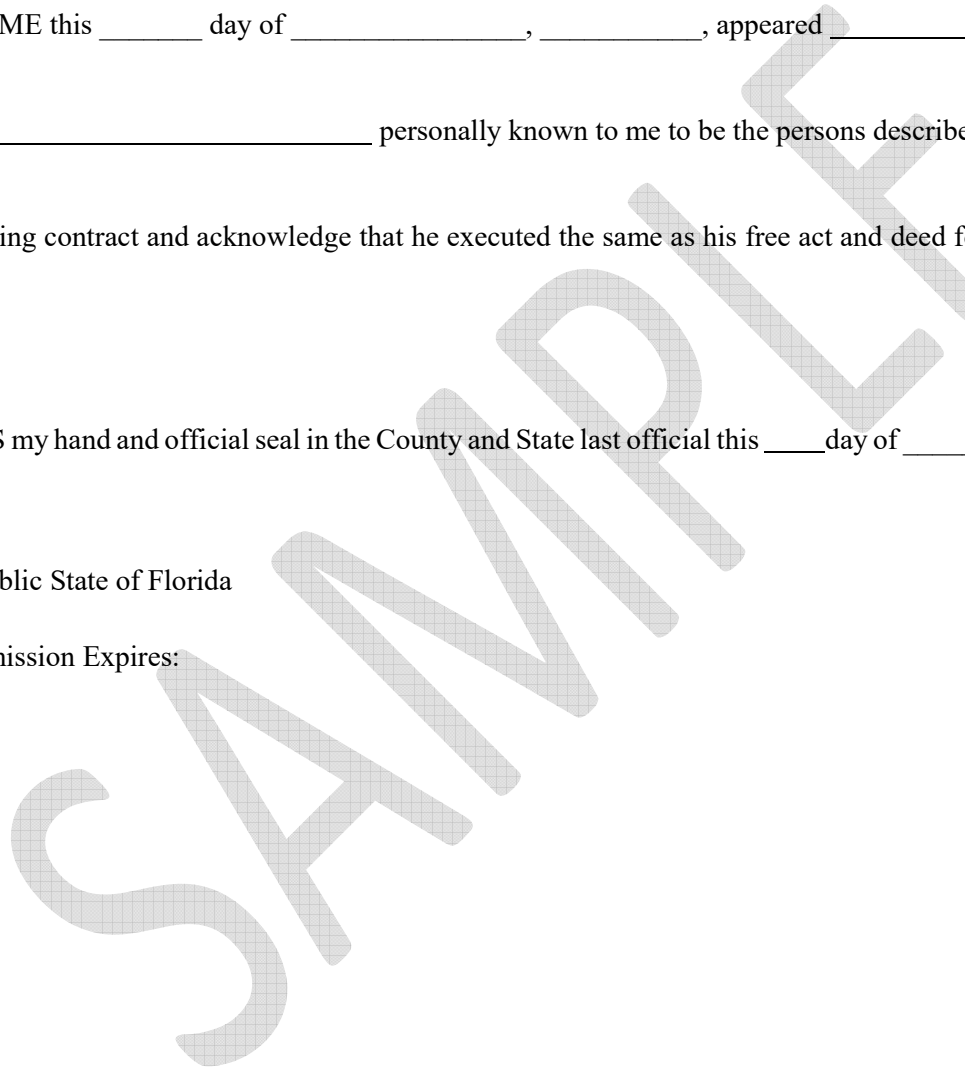 ME this _______ day of ________________, ___________, appeared ___________
__________________________ personally known to me to be the persons describe
ing contract and acknowledge that he executed the same as his free act and deed f
S my hand and official seal in the County and State last official this ____day of _____
blic State of Florida
ission Expires:
SAMPLE